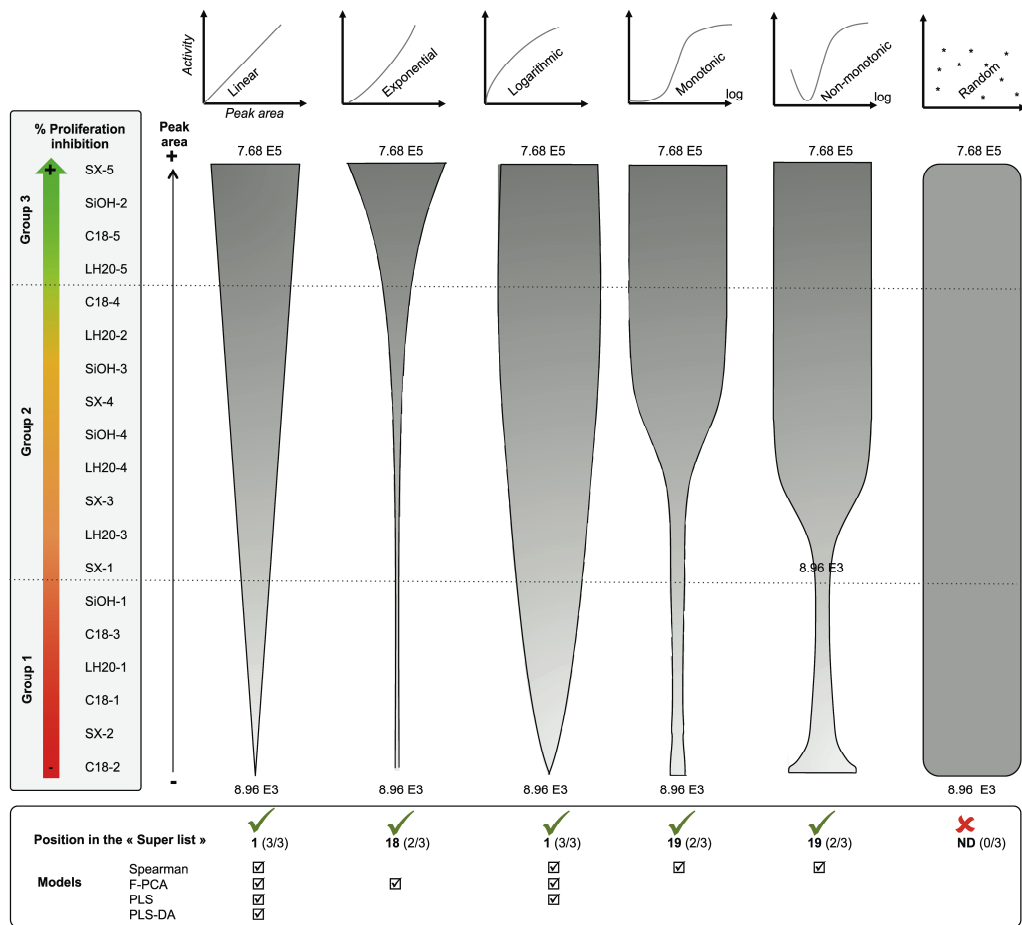 Activity
Linear
Peak area
Exponential
Logarithmic
Monotonic
log
Non-monotonic
log
Random
% Proliferation
inhibition
Peak
area
+
-
+
-
Group 3
Group 2
Group 1
SX-5
SiOH-2
C18-5
LH20-5
C18-4
LH20-2
SiOH-3
SX-4
SiOH-4
LH20-4
SX-3
LH20-3
SX-1
SiOH-1
C18-3
LH20-1
C18-1
SX-2
C18-2
7.68 E5 7.68 E5 7.68 E5 7.68 E5 7.68 E5 7.68 E5
8.96 E3
8.96 E3 8.96 E3 8.96 E3 8.96 E3 8.96 E3
Position in the « Super list » 1 (3/3) 18 (2/3) 1 (3/3) 19 (2/3) 19 (2/3) ND (0/3)
Models
Spearman
F-PCA
PLS
PLS-DA